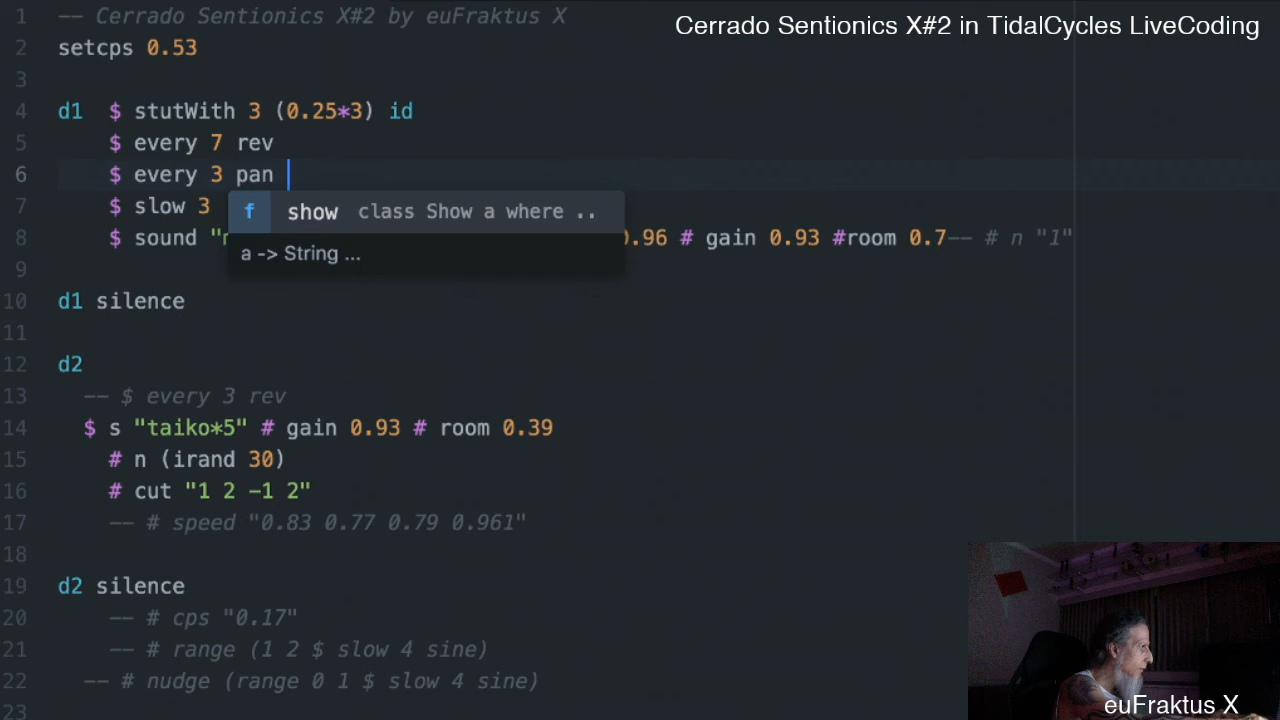 1 -- Cerrado Sentionics X#2 by euFraktus X
Cerrado Sentionics X#2 in TidalCycles LiveCoding
2 setcps 0.53
3
4 d1 $ stutWith 3 (0.25*3) id
5 $ every 7 rev
6 $ every 3 pan
7 $ slow 3
f show class Show a where ..
8 $ sound " .96 # gain 0.93 #room 0.7-- # n "1"
a -> String ...
9
10 d1 silence
11
12 d2
13 -- $ every 3 rev
14 $ s "taiko*5" # gain 0.93 # room 0.39
15 # n (irand 30)
16 # cut "1 2 -1 2"
17 -- # speed "0.83 0.77 0.79 0.961"
18
19 d2 silence
20 -- # cps "0.17"
21 -- # range (1 2 $ slow 4 sine)
22 -- # nudge (range 0 1 $ slow 4 sine)
23
euFraktus X